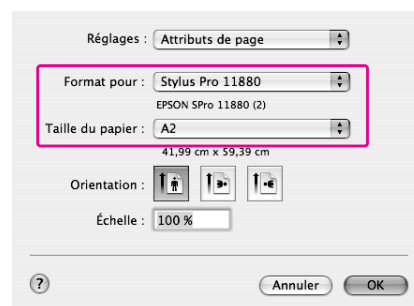 Réglages : Attributs de page
Format pour : Stylus Pro 11880
EPSON SPro 11880 (2)
Taille du papier : A2
41,99 cm x 59,39 cm
Orientation :
Échelle : 100 %
? Annuler OK